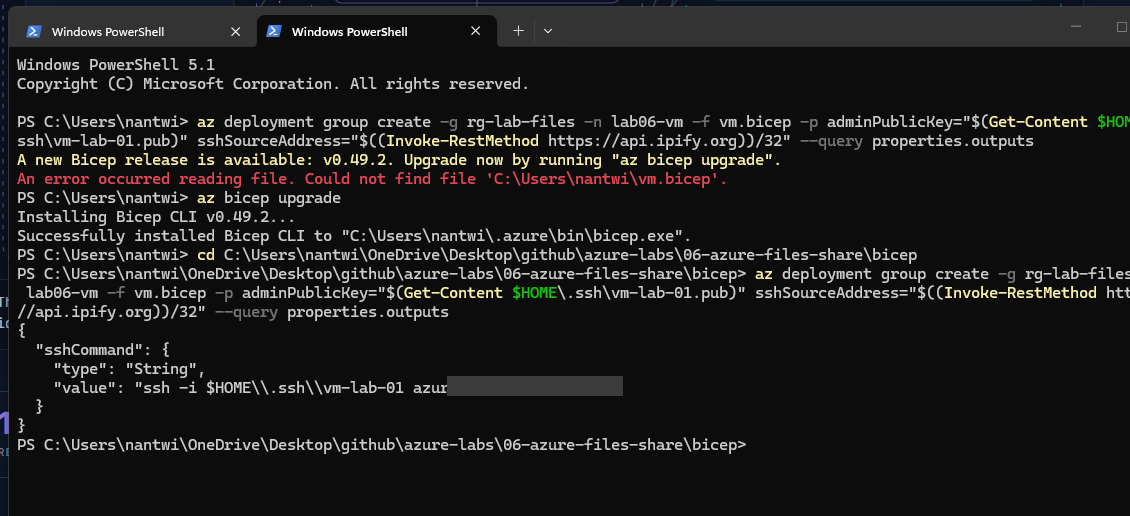 Windows PowerShell
Windows PowerShell
Windows PowerShell 5.1
Copyright (C) Microsoft Corporation. All rights reserved.
PS C:\Users\nantwi> az deployment group create -g rg-lab-files -n lab06-vm -f vm.bicep -p adminPublicKey="$(Get-Content $HOM
ssh\vm-lab-01.pub)" sshSourceAddress="$((Invoke-RestMethod https://api.ipify.org))/32" --query properties.outputs
A new Bicep release is available: v0.49.2. Upgrade now by running "az bicep upgrade".
An error occurred reading file. Could not find file 'C:\Users\nantwi\vm.bicep'.
PS C:\Users\nantwi> az bicep upgrade
Installing Bicep CLI v0.49.2...
Successfully installed Bicep CLI to "C:\Users\nantwi\.azure\bin\bicep.exe".
PS C:\Users\nantwi> cd C:\Users\nantwi\OneDrive\Desktop\github\azure-labs\06-azure-files-share\bicep
PS C:\Users\nantwi\OneDrive\Desktop\github\azure-labs\06-azure-files-share\bicep> az deployment group create -g rg-lab-files
lab06-vm -f vm.bicep -p adminPublicKey="$(Get-Content $HOME\.ssh\vm-lab-01.pub)" sshSourceAddress="$((Invoke-RestMethod htt
//api.ipify.org))/32" --query properties.outputs
{
  "sshCommand": {
    "type": "String",
    "value": "ssh -i $HOME\\.ssh\\vm-lab-01 azur
  }
}
PS C:\Users\nantwi\OneDrive\Desktop\github\azure-labs\06-azure-files-share\bicep>